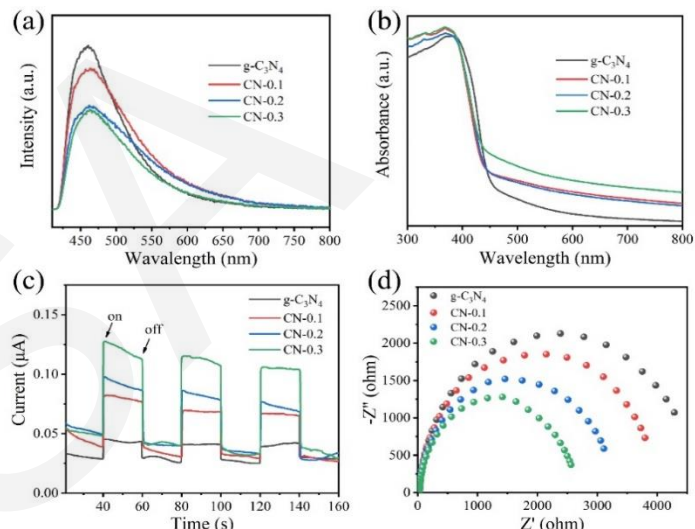 (a)
g-C₃N₄
CN-0.1
CN-0.2
CN-0.3
Intensity (a.u.)
450 500 550 600 650 700 750 800
Wavelength (nm)
(b)
g-C₃N₄
CN-0.1
CN-0.2
CN-0.3
Absorbance (a.u.)
300 400 500 600 700 800
Wavelength (nm)
(c)
0.15
0.10
0.05
0.00
on
off
g-C₃N₄
CN-0.1
CN-0.2
CN-0.3
Current (μA)
40 60 80 100 120 140 160
Time (s)
(d)
2500
2000
1500
1000
500
0
g-C₃N₄
CN-0.1
CN-0.2
CN-0.3
-Z'' (ohm)
0 1000 2000 3000 4000
Z' (ohm)